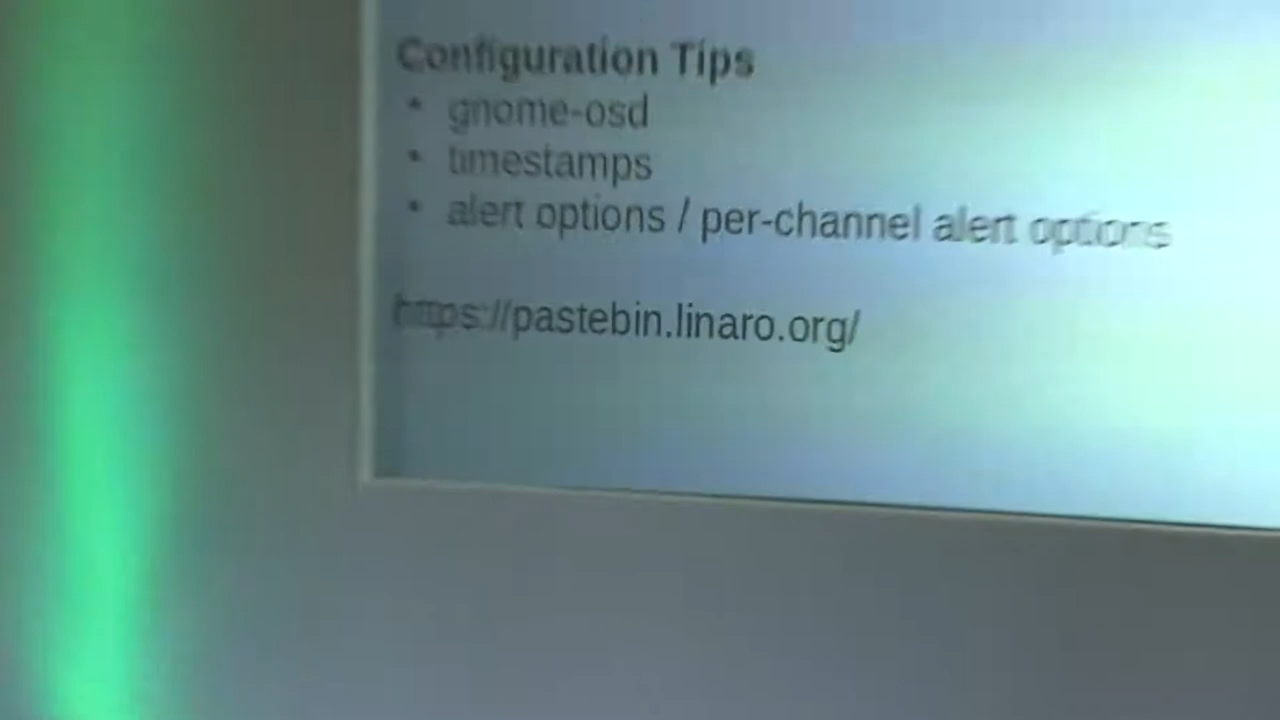 Configuration Tips
• gnome-osd
• timestamps
• alert options / per-channel alert options
https://pastebin.linaro.org/